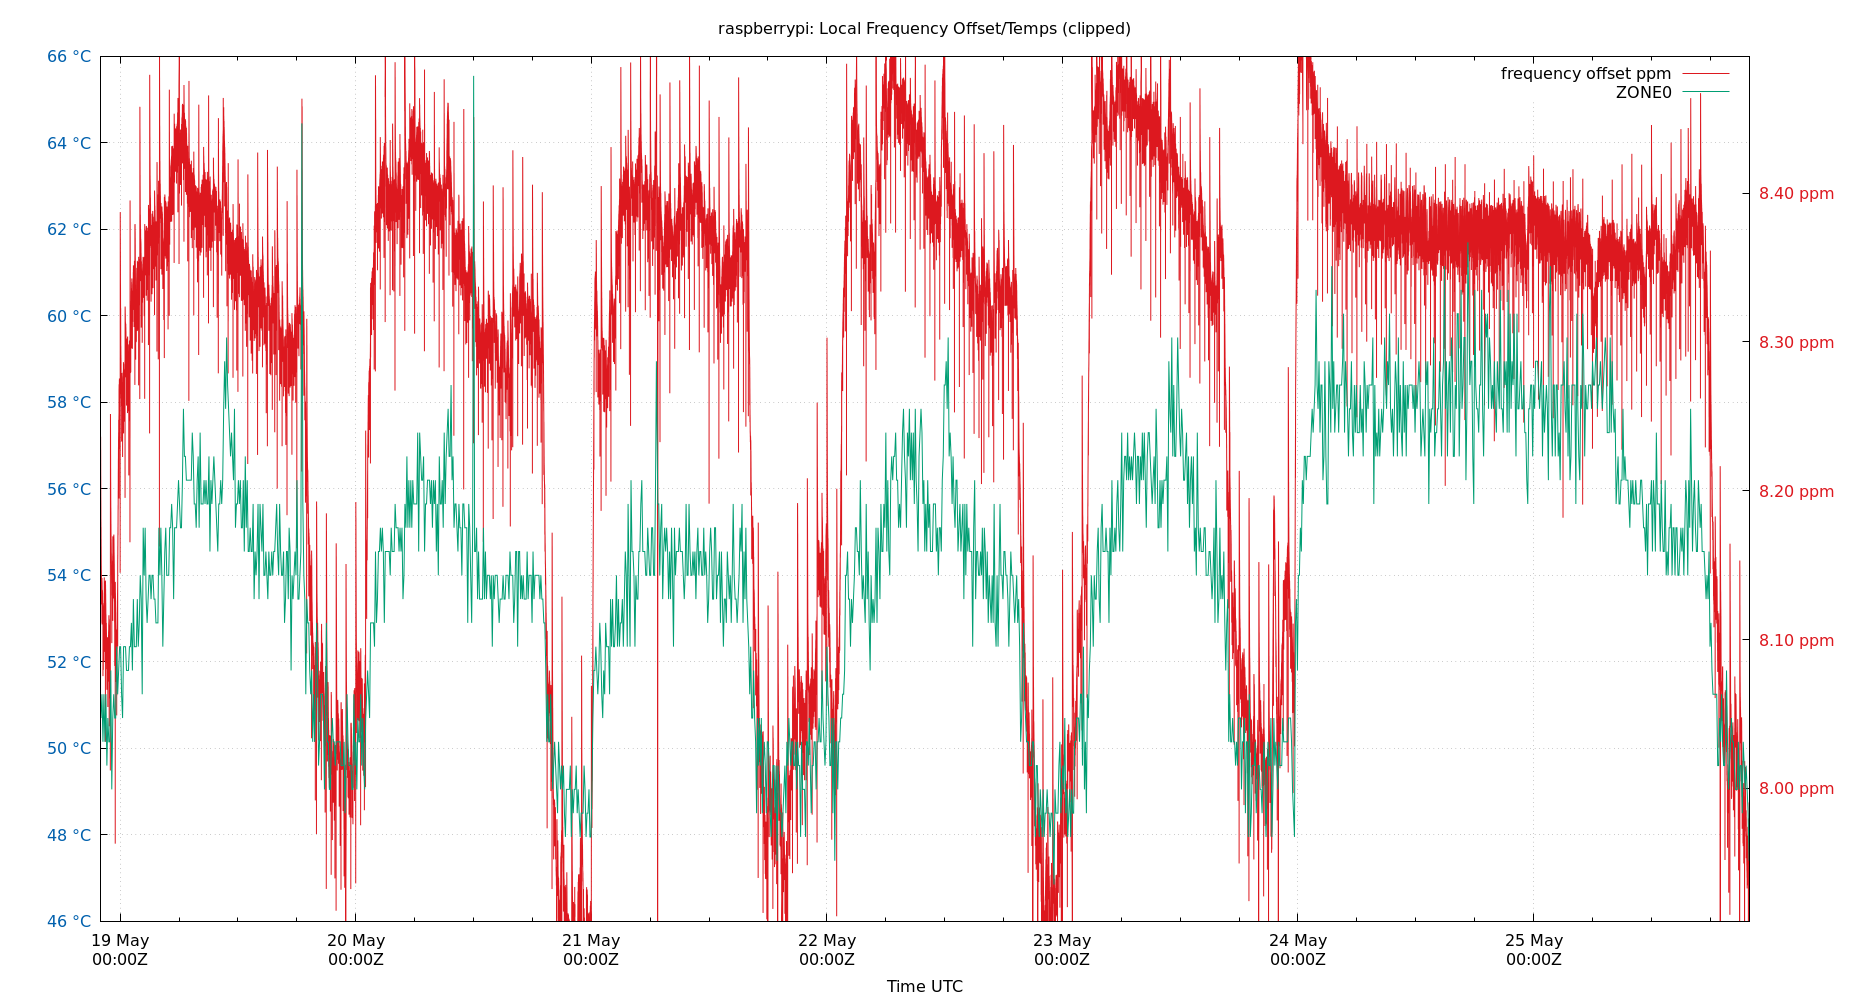 raspberrypi: Local Frequency Offset/Temps (clipped)
66 °C
64 °C
62 °C
60 °C
58 °C
56 °C
54 °C
52 °C
50 °C
48 °C
46 °C
frequency offset ppm
ZONE0
8.40 ppm
8.30 ppm
8.20 ppm
8.10 ppm
8.00 ppm
19 May
00:00Z
20 May
00:00Z
21 May
00:00Z
22 May
00:00Z
23 May
00:00Z
24 May
00:00Z
25 May
00:00Z
Time UTC